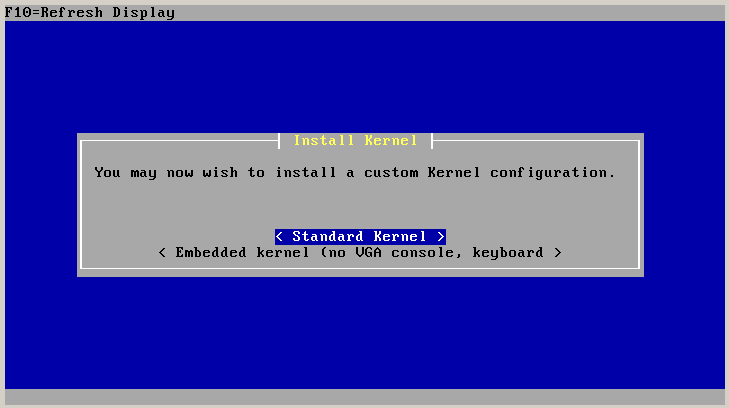 F10=Refresh Display
Install Kernel
You may now wish to install a custom Kernel configuration.
< Standard Kernel >
< Embedded kernel (no VGA console, keyboard >